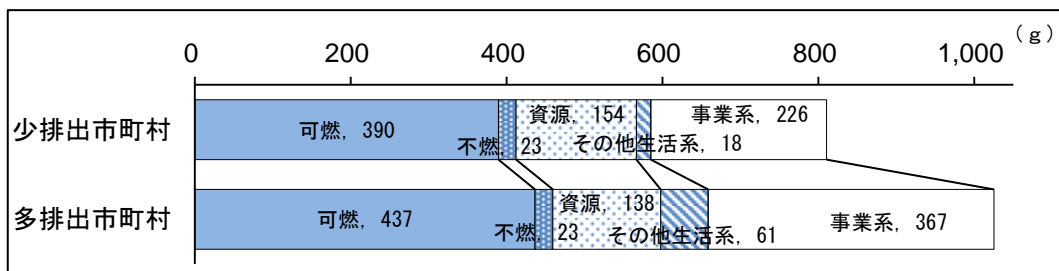 （ｇ）
0 200 400 600 800 1,000
少排出市町村
可燃, 390
不燃, 23
資源, 154
その他生活系, 18
事業系, 226
多排出市町村
可燃, 437
不燃, 23
資源, 138
その他生活系, 61
事業系, 367